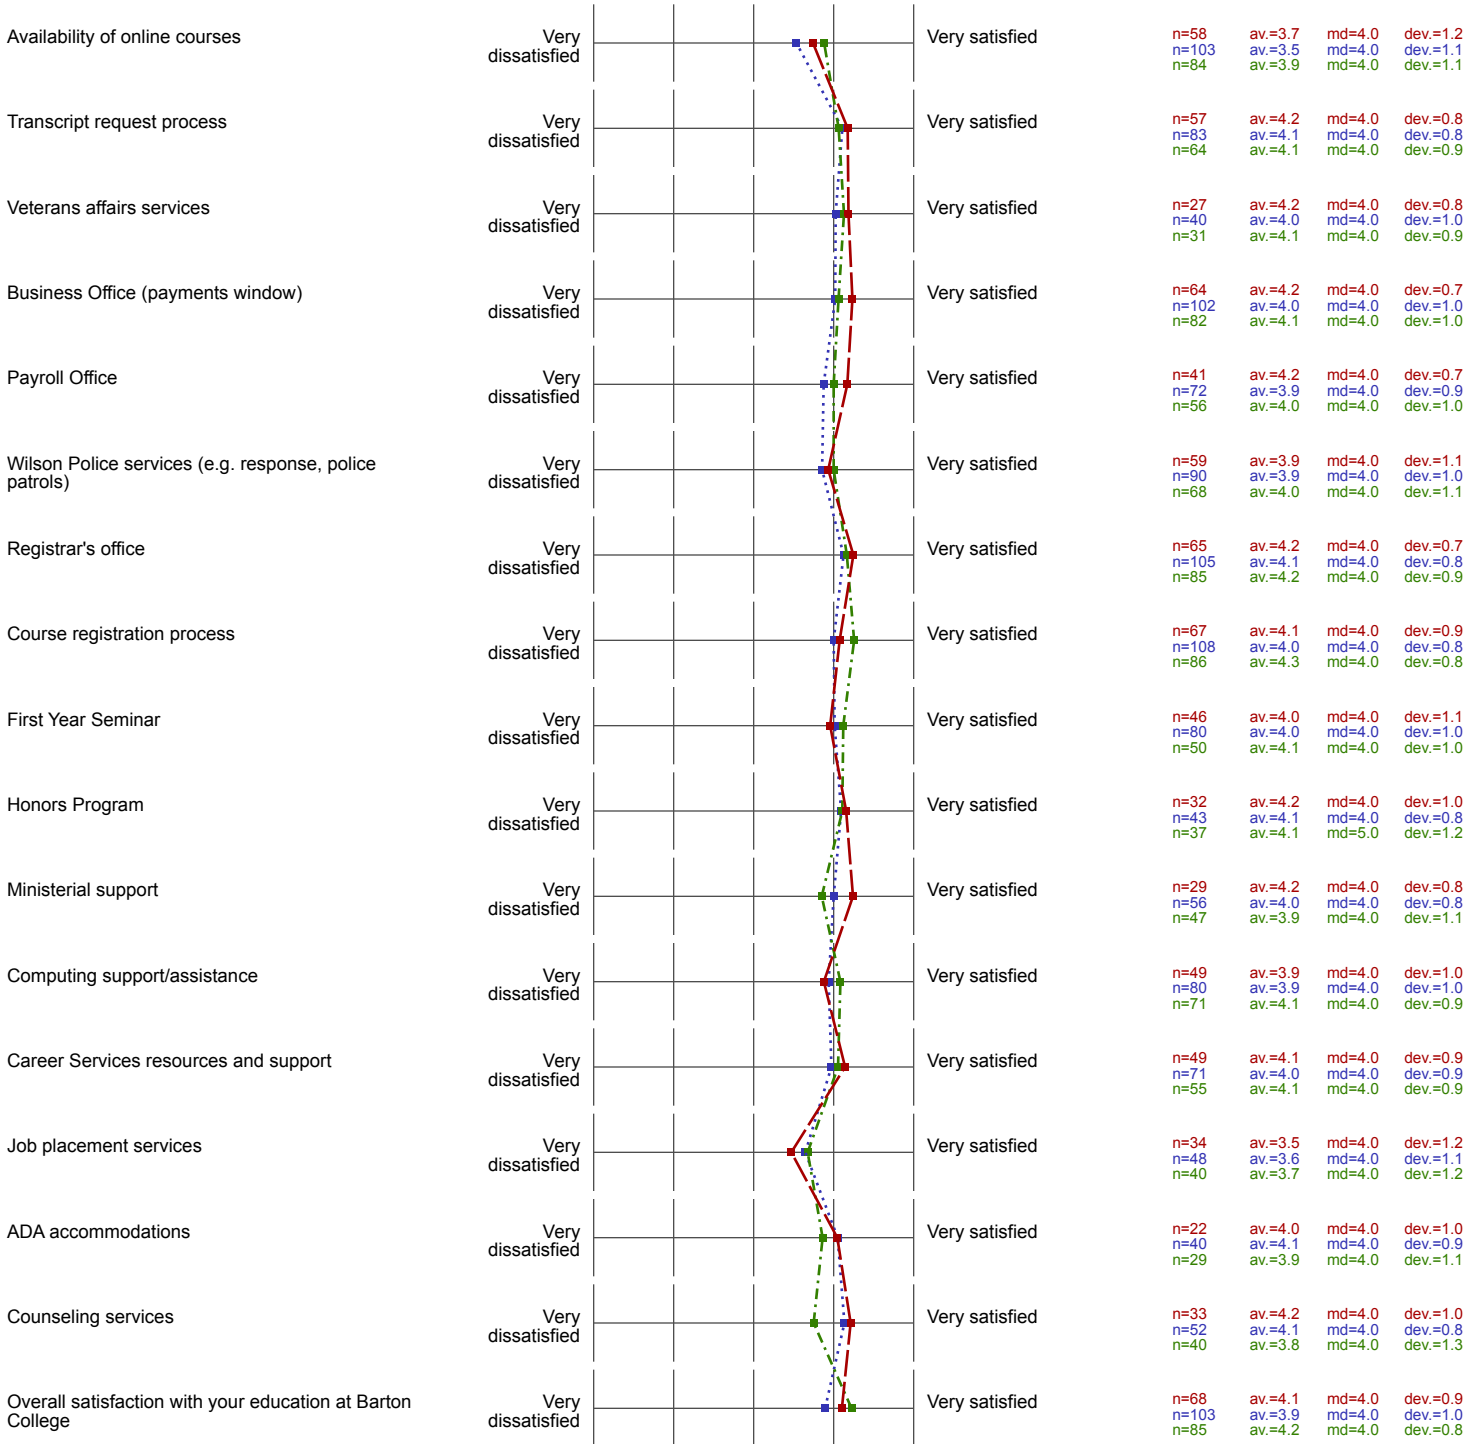 Availability of online courses
Very dissatisfied
Very satisfied
n=58 av.=3.7 md=4.0 dev.=1.2
n=103 av.=3.5 md=4.0 dev.=1.1
n=84 av.=3.9 md=4.0 dev.=1.1
Transcript request process
Very dissatisfied
Very satisfied
n=57 av.=4.2 md=4.0 dev.=0.8
n=83 av.=4.1 md=4.0 dev.=0.8
n=64 av.=4.1 md=4.0 dev.=0.9
Veterans affairs services
Very dissatisfied
Very satisfied
n=27 av.=4.2 md=4.0 dev.=0.8
n=40 av.=4.0 md=4.0 dev.=1.0
n=31 av.=4.1 md=4.0 dev.=0.9
Business Office (payments window)
Very dissatisfied
Very satisfied
n=64 av.=4.2 md=4.0 dev.=0.7
n=102 av.=4.0 md=4.0 dev.=1.0
n=82 av.=4.1 md=4.0 dev.=1.0
Payroll Office
Very dissatisfied
Very satisfied
n=41 av.=4.2 md=4.0 dev.=0.7
n=72 av.=3.9 md=4.0 dev.=0.9
n=56 av.=4.0 md=4.0 dev.=1.0
Wilson Police services (e.g. response, police
patrols)
Very dissatisfied
Very satisfied
n=59 av.=3.9 md=4.0 dev.=1.1
n=90 av.=3.9 md=4.0 dev.=1.0
n=68 av.=4.0 md=4.0 dev.=1.1
Registrar's office
Very dissatisfied
Very satisfied
n=65 av.=4.2 md=4.0 dev.=0.7
n=105 av.=4.1 md=4.0 dev.=0.8
n=85 av.=4.2 md=4.0 dev.=0.9
Course registration process
Very dissatisfied
Very satisfied
n=67 av.=4.1 md=4.0 dev.=0.9
n=108 av.=4.0 md=4.0 dev.=0.8
n=86 av.=4.3 md=4.0 dev.=0.8
First Year Seminar
Very dissatisfied
Very satisfied
n=46 av.=4.0 md=4.0 dev.=1.1
n=80 av.=4.0 md=4.0 dev.=1.0
n=50 av.=4.1 md=4.0 dev.=1.0
Honors Program
Very dissatisfied
Very satisfied
n=32 av.=4.2 md=4.0 dev.=1.0
n=43 av.=4.1 md=4.0 dev.=0.8
n=37 av.=4.1 md=5.0 dev.=1.2
Ministerial support
Very dissatisfied
Very satisfied
n=29 av.=4.2 md=4.0 dev.=0.8
n=56 av.=4.0 md=4.0 dev.=0.8
n=47 av.=3.9 md=4.0 dev.=1.1
Computing support/assistance
Very dissatisfied
Very satisfied
n=49 av.=3.9 md=4.0 dev.=1.0
n=80 av.=3.9 md=4.0 dev.=1.0
n=71 av.=4.1 md=4.0 dev.=0.9
Career Services resources and support
Very dissatisfied
Very satisfied
n=49 av.=4.1 md=4.0 dev.=0.9
n=71 av.=4.0 md=4.0 dev.=0.9
n=55 av.=4.1 md=4.0 dev.=0.9
Job placement services
Very dissatisfied
Very satisfied
n=34 av.=3.5 md=4.0 dev.=1.2
n=48 av.=3.6 md=4.0 dev.=1.1
n=40 av.=3.7 md=4.0 dev.=1.2
ADA accommodations
Very dissatisfied
Very satisfied
n=22 av.=4.0 md=4.0 dev.=1.0
n=40 av.=4.1 md=4.0 dev.=0.9
n=29 av.=3.9 md=4.0 dev.=1.1
Counseling services
Very dissatisfied
Very satisfied
n=33 av.=4.2 md=4.0 dev.=1.0
n=52 av.=4.1 md=4.0 dev.=0.8
n=40 av.=3.8 md=4.0 dev.=1.3
Overall satisfaction with your education at Barton
College
Very dissatisfied
Very satisfied
n=68 av.=4.1 md=4.0 dev.=0.9
n=103 av.=3.9 md=4.0 dev.=1.0
n=85 av.=4.2 md=4.0 dev.=0.8